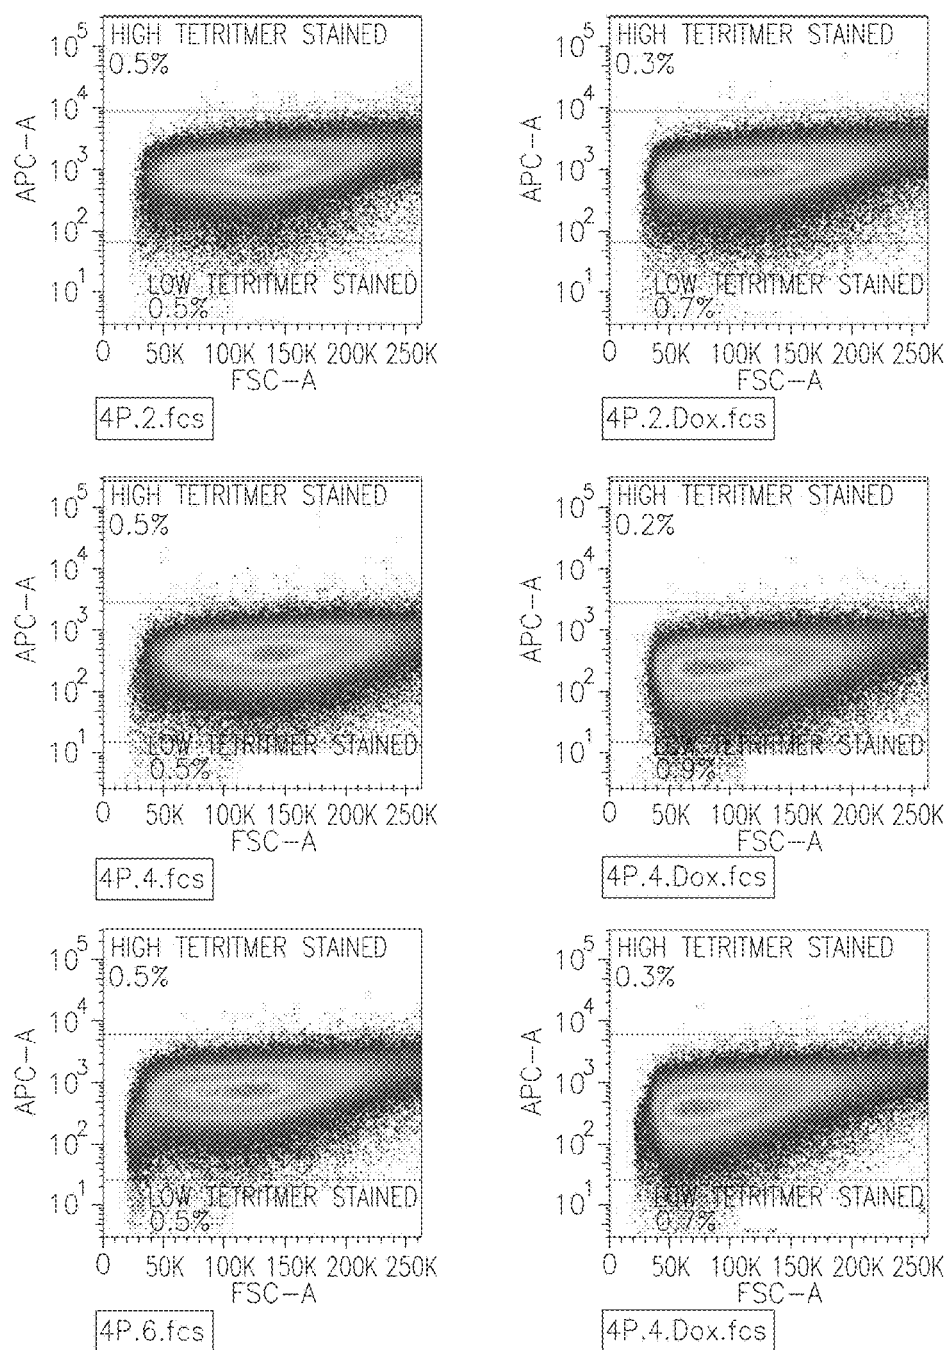 HIGH TETRITMER STAINED
0.5%
10^5
10^4
10^3
10^2
10^1
APC-A
LOW TETRITMER STAINED
0.5%
0 50K 100K 150K 200K 250K
FSC-A
4P.2.fcs
HIGH TETRITMER STAINED
0.3%
10^5
10^4
10^3
10^2
10^1
APC-A
LOW TETRITMER STAINED
0.7%
0 50K 100K 150K 200K 250K
FSC-A
4P.2.Dox.fcs
HIGH TETRITMER STAINED
0.5%
10^5
10^4
10^3
10^2
10^1
APC-A
LOW TETRITMER STAINED
0.5%
0 50K 100K 150K 200K 250K
FSC-A
4P.4.fcs
HIGH TETRITMER STAINED
0.2%
10^5
10^4
10^3
10^2
10^1
APC-A
LOW TETRITMER STAINED
0.9%
0 50K 100K 150K 200K 250K
FSC-A
4P.4.Dox.fcs
HIGH TETRITMER STAINED
0.5%
10^5
10^4
10^3
10^2
10^1
APC-A
LOW TETRITMER STAINED
0.5%
0 50K 100K 150K 200K 250K
FSC-A
4P.6.fcs
HIGH TETRITMER STAINED
0.3%
10^5
10^4
10^3
10^2
10^1
APC-A
LOW TETRITMER STAINED
0.7%
0 50K 100K 150K 200K 250K
FSC-A
4P.4.Dox.fcs